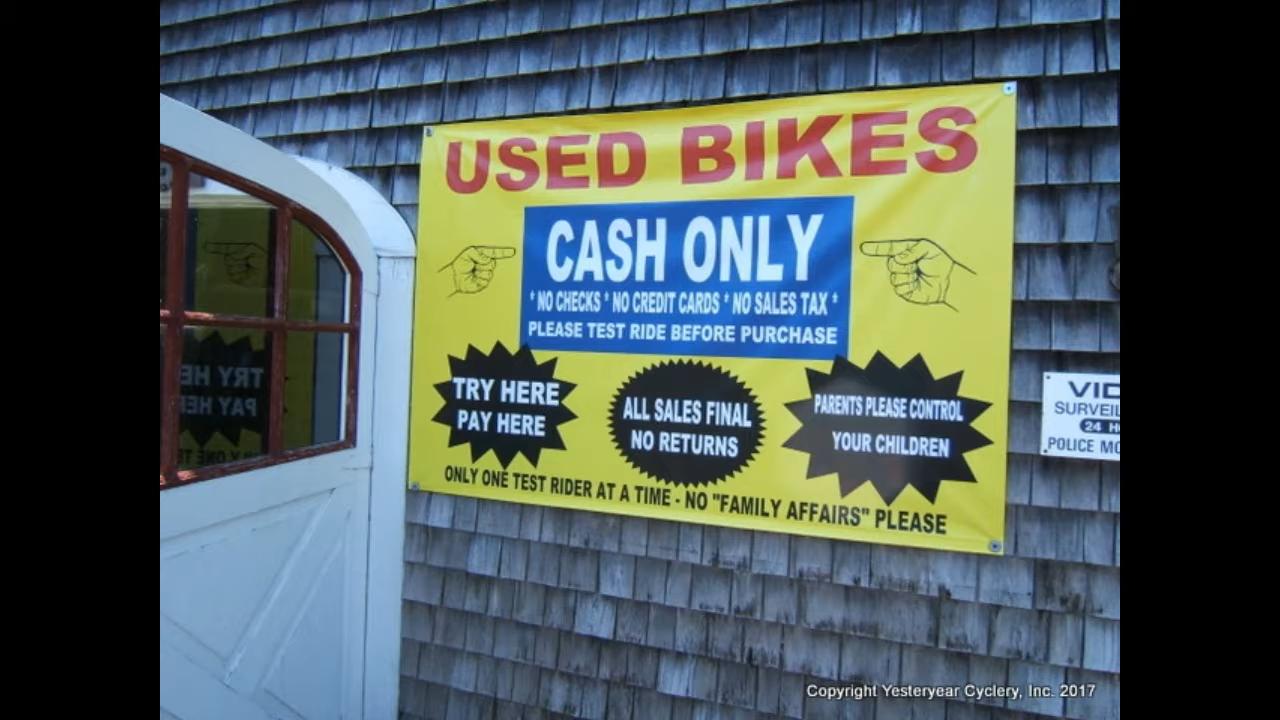 USED BIKES
CASH ONLY
* NO CHECKS * NO CREDIT CARDS * NO SALES TAX *
PLEASE TEST RIDE BEFORE PURCHASE
TRY HERE
PAY HERE
ALL SALES FINAL
NO RETURNS
PARENTS PLEASE CONTROL
YOUR CHILDREN
ONLY ONE TEST RIDER AT A TIME - NO "FAMILY AFFAIRS" PLEASE
24
POLICE
Copyright Yesteryear Cyclery, Inc. 2017